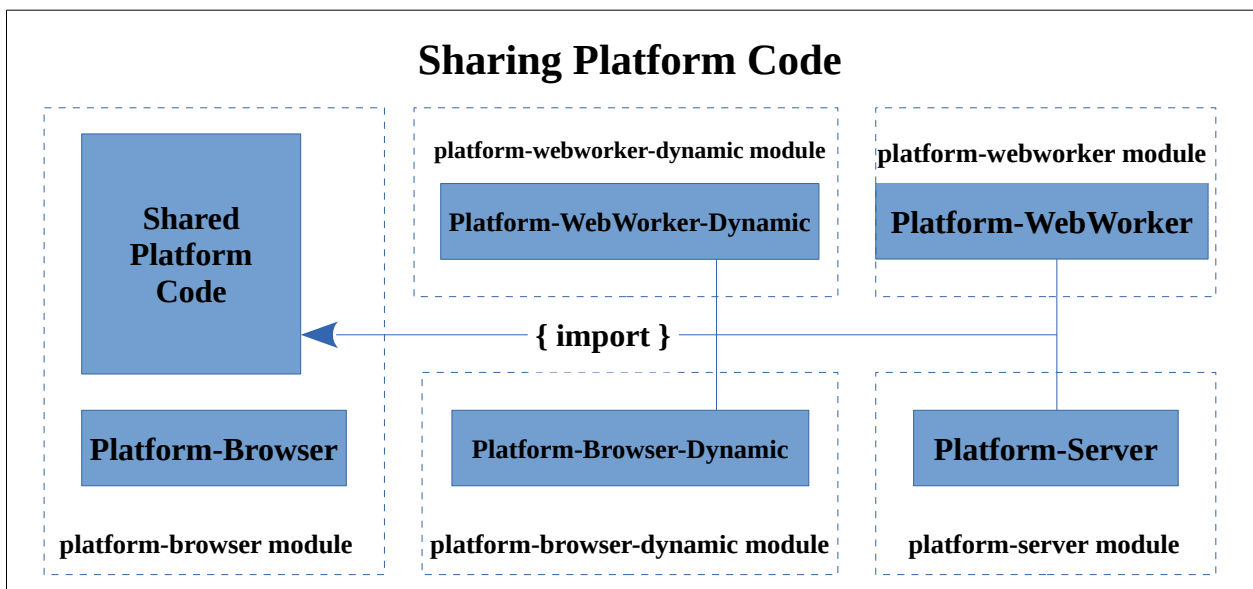 Sharing Platform Code
Shared
Platform
Code
Platform-Browser
platform-browser module
platform-webworker-dynamic module
Platform-WebWorker-Dynamic
platform-webworker module
Platform-WebWorker
{ import }
Platform-Browser-Dynamic
platform-browser-dynamic module
Platform-Server
platform-server module